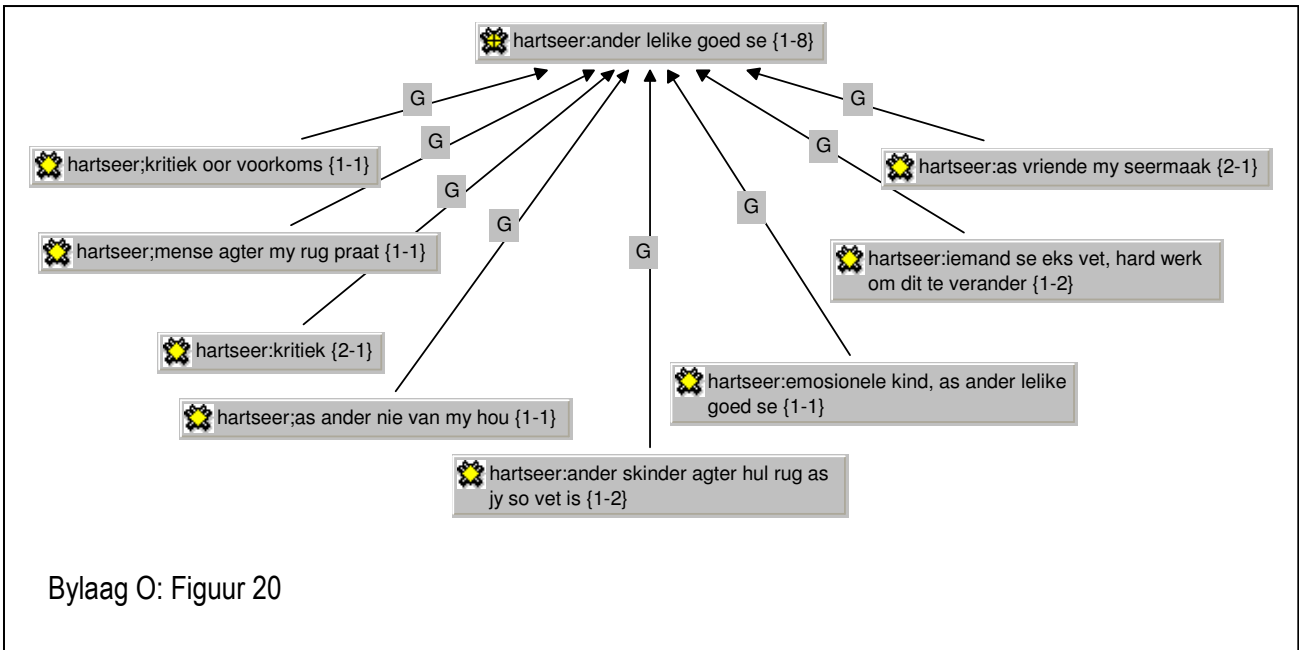 hartseer:ander lelike goed se {1-8}
G
G
G
G
G
G
G
G
hartseer;kritiek oor voorkoms {1-1}
hartseer:as vriende my seermaak {2-1}
hartseer;mense agter my rug praat {1-1}
hartseer:iemand se eks vet, hard werk
om dit te verander {1-2}
hartseer:kritiek {2-1}
hartseer:emosionele kind, as ander lelike
goed se {1-1}
hartseer;as ander nie van my hou {1-1}
hartseer:ander skinder agter hul rug as
jy so vet is {1-2}
Bylaag O: Figuur 20